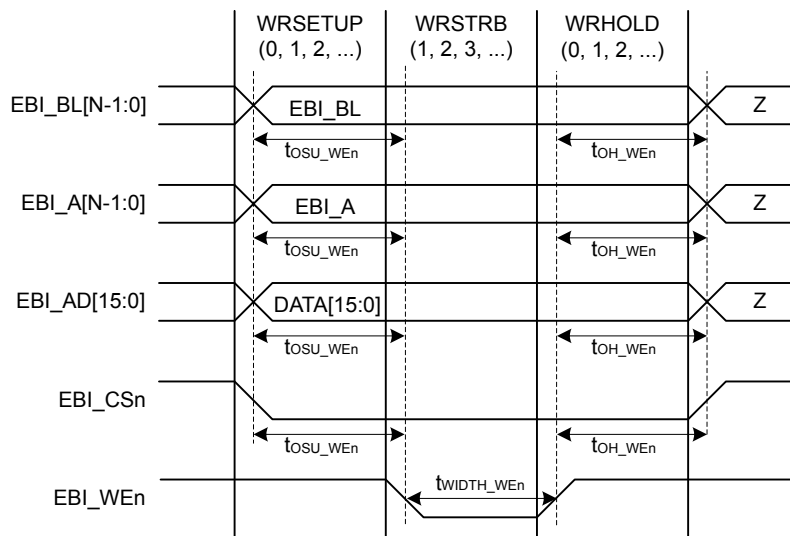 WRSETUP WRSTRB WRHOLD
(0, 1, 2, ...) (1, 2, 3, ...) (0, 1, 2, ...)
EBI_BL[N-1:0] EBI_BL Z
tOSU_WEn tOH_WEn
EBI_A[N-1:0] EBI_A Z
tOSU_WEn tOH_WEn
EBI_AD[15:0] DATA[15:0] Z
tOSU_WEn tOH_WEn
EBI_CSn
tOSU_WEn tOH_WEn
EBI_WEn tWIDTH_WEn